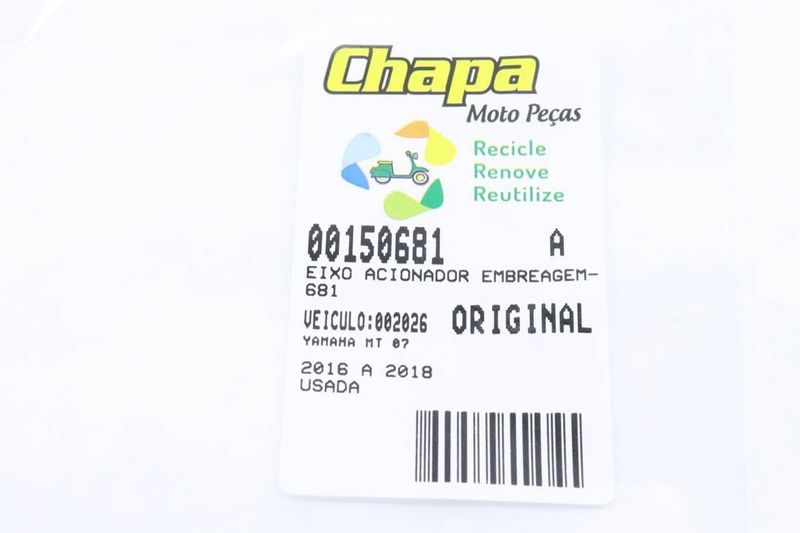 Chapa
Moto Peças
Recicle
Renove
Reutilize
00150681 A
EIXO ACIONADOR EMBREAGEM-
681
VEICULO:002026 ORIGINAL
YAMAHA MT 07
2016 A 2018
USADA